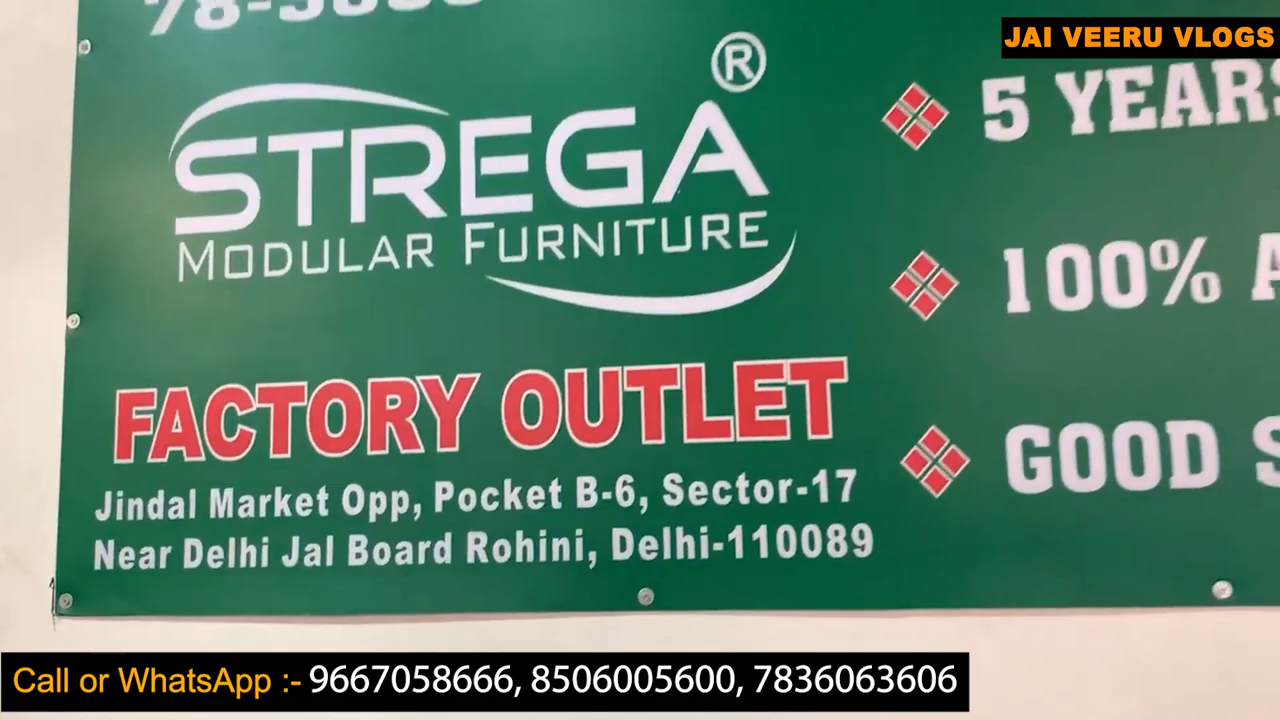 JAI VEERU VLOGS
STREGA®
MODULAR FURNITURE
FACTORY OUTLET
Jindal Market Opp, Pocket B-6, Sector-17
Near Delhi Jal Board Rohini, Delhi-110089
5 YEARS
100%
GOOD
Call or WhatsApp :- 9667058666, 8506005600, 7836063606